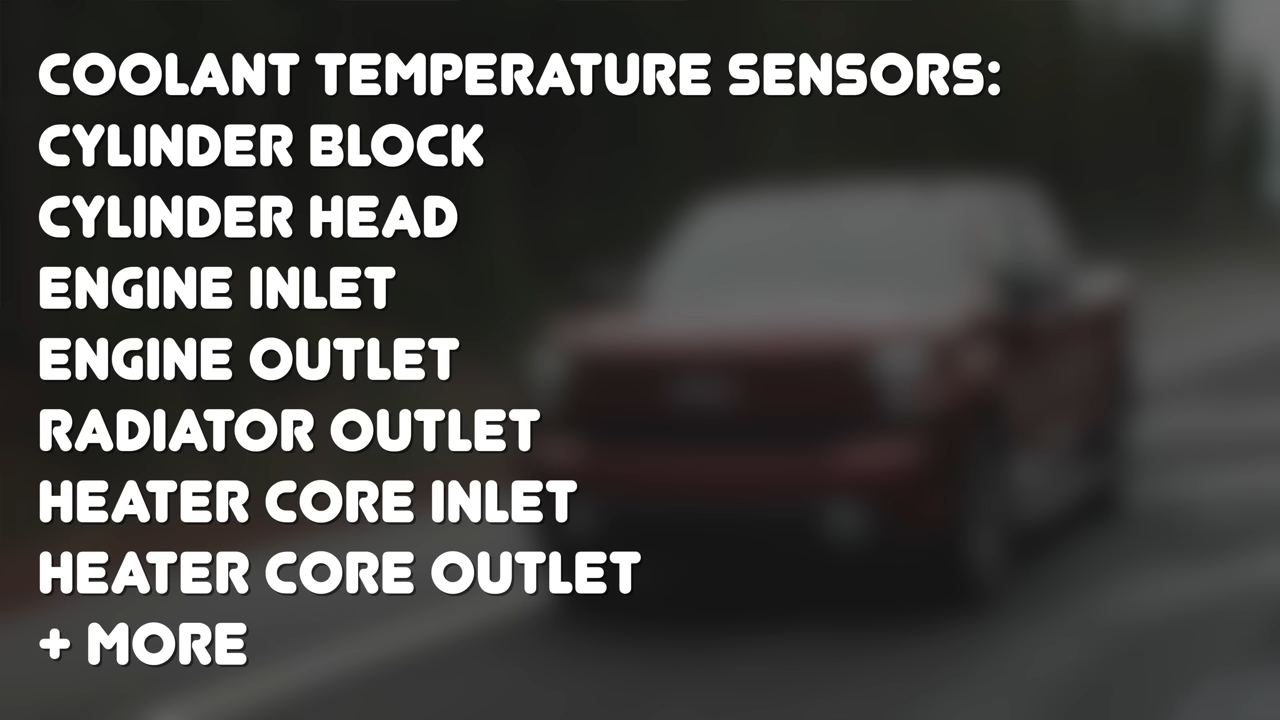 COOLANT TEMPERATURE SENSORS:
CYLINDER BLOCK
CYLINDER HEAD
ENGINE INLET
ENGINE OUTLET
RADIATOR OUTLET
HEATER CORE INLET
HEATER CORE OUTLET
+ MORE